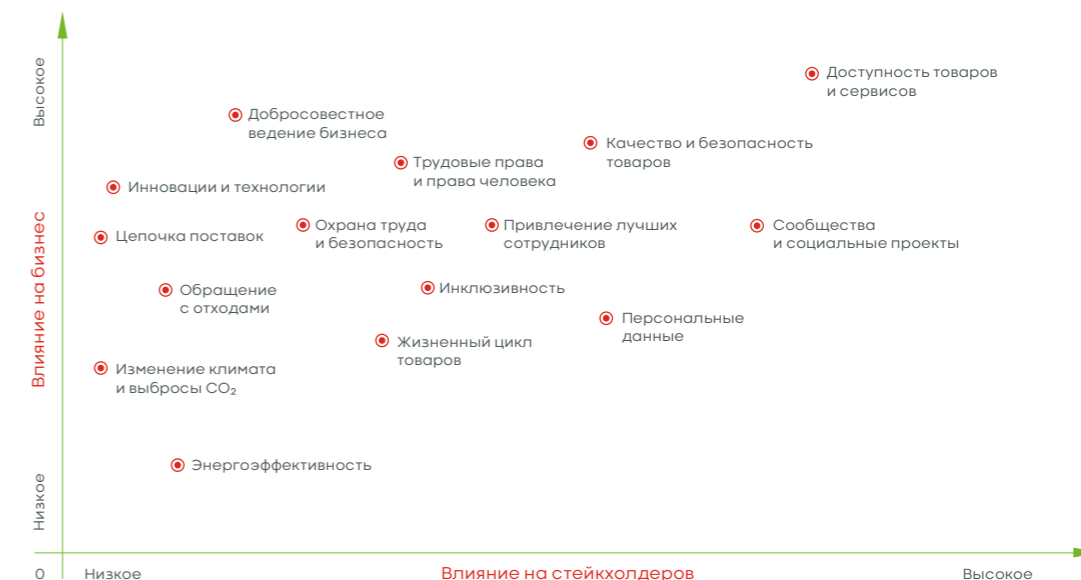 Высокое
Влияние на бизнес
Низкое
Доступность товаров
и сервисов
Добросовестное
ведение бизнеса
Качество и безопасность
товаров
Трудовые права
и права человека
Инновации и технологии
Охрана труда
и безопасность
Привлечение лучших
сотрудников
Сообщества
и социальные проекты
Цепочка поставок
Обращение
с отходами
Инклюзивность
Персональные
данные
Жизненный цикл
товаров
Изменение климата
и выбросы CO₂
Энергоэффективность
0
Низкое
Влияние на стейкхолдеров
Высокое